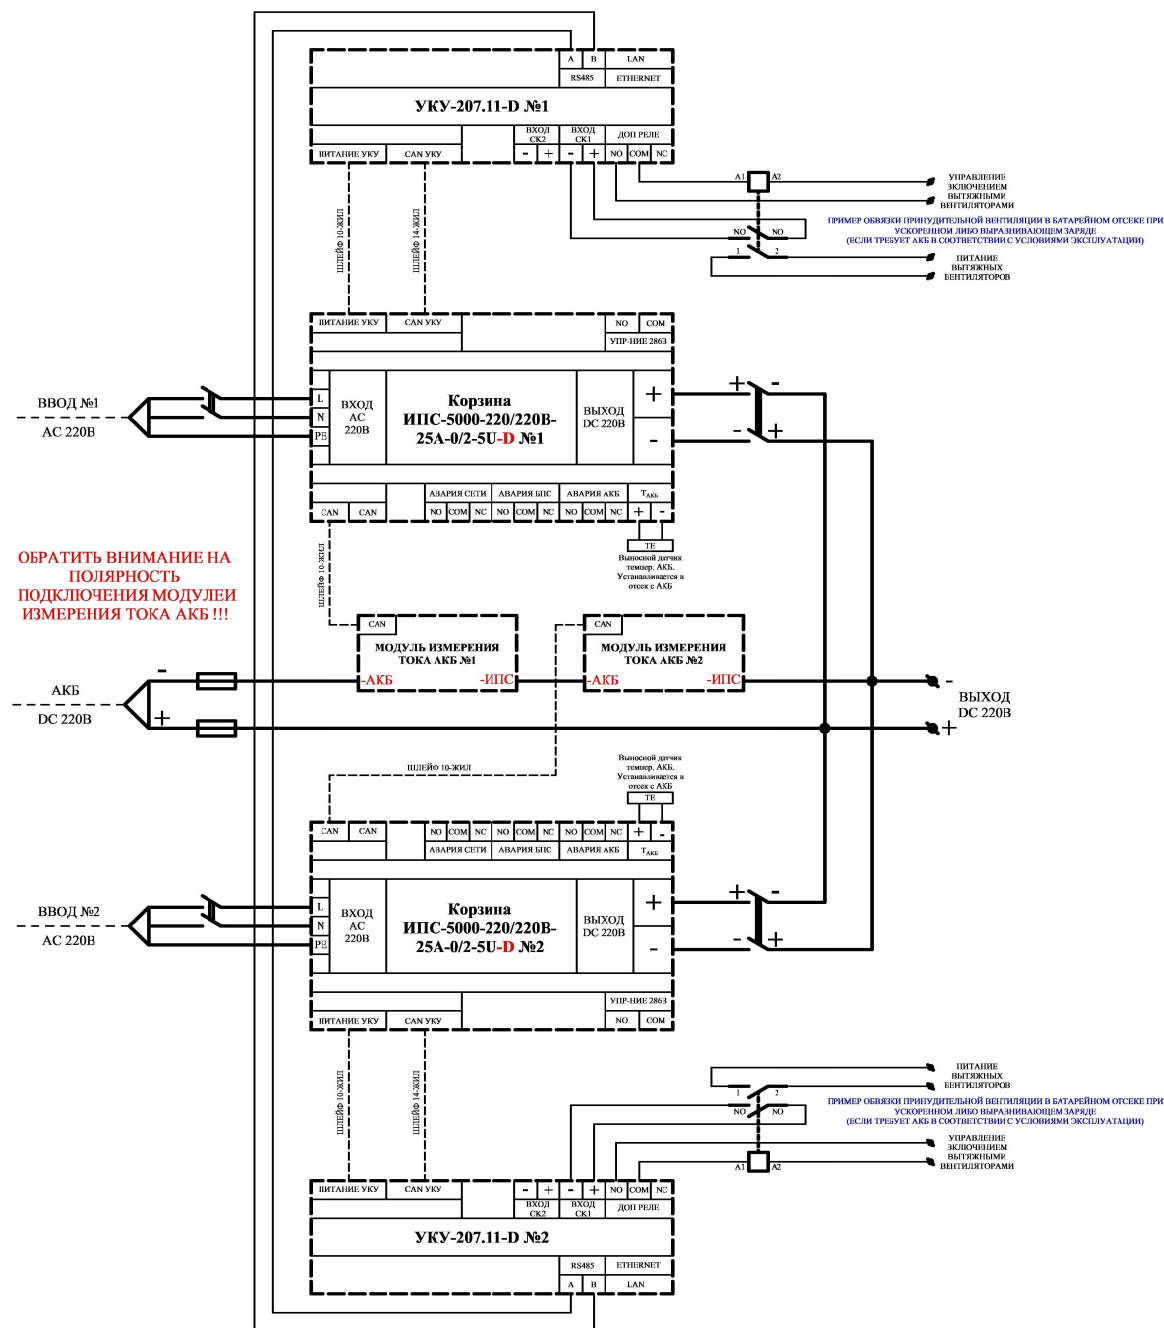 A B LAN
RS485 ETHERNET
УКУ-207.11-D №1
ВХОД СК2 ВХОД СК1 ДОП РЕЛЕ
ПИТАНИЕ УКУ CAN УКУ - + - + NO COM NC
ШЛЕЙФ 10-ЖИЛ
ШЛЕЙФ 14-ЖИЛ
A1 A2
УПРАВЛЕНИЕ
ВКЛЮЧЕНИЕМ
ВЫТЯЖНЫМИ
ВЕНТИЛЯТОРАМИ
NO NO
1 2
ПРИМЕР ОБВЯЗКИ ПРИНУДИТЕЛЬНОЙ ВЕНТИЛЯЦИИ В БАТАРЕЙНОМ ОТСЕКЕ ПРИ
УСКОРЕННОМ ЛИБО ВЫРАЗНИВАЮЩЕМ ЗАРЯДЕ
(ЕСЛИ ТРЕБУЕТ АКБ В СООТВЕТСТВИИ С УСЛОВИЯМИ ЭКСПЛУАТАЦИИ)
ПИТАНИЕ
ВЫТЯЖНЫХ
ВЕНТИЛЯТОРОВ
ПИТАНИЕ УКУ CAN УКУ NO COM
УПР-НИЕ 2863
ВВОД №1
AC 220В
L
N
PE
ВХОД
AC
220В
Корзина
ИПС-5000-220/220В-
25А-0/2-5U-D №1
ВЫХОД
DC 220В
+
-
+ -
- +
АВАРИЯ СЕТИ АВАРИЯ БПС АВАРИЯ АКБ TАКБ
CAN CAN NO COM NC NO COM NC NO COM NC + -
ШЛЕЙФ 10-ЖИЛ
TE
Выносной датчик
темпер. АКБ.
Устанавливается в
отсек с АКБ
ОБРАТИТЬ ВНИМАНИЕ НА
ПОЛЯРНОСТЬ
ПОДКЛЮЧЕНИЯ МОДУЛЕИ
ИЗМЕРЕНИЯ ТОКА АКБ !!!
CAN
МОДУЛЬ ИЗМЕРЕНИЯ
ТОКА АКБ №1
-АКБ -ИПС
CAN
МОДУЛЬ ИЗМЕРЕНИЯ
ТОКА АКБ №2
-АКБ -ИПС
АКБ
DC 220В
-
+
-
+
ВЫХОД
DC 220В
ШЛЕЙФ 10-ЖИЛ
Выносной датчик
темпер. АКБ.
Устанавливается в
отсек с АКБ
TE
CAN CAN NO COM NC NO COM NC NO COM NC + -
АВАРИЯ СЕТИ АВАРИЯ БПС АВАРИЯ АКБ TАКБ
ВВОД №2
AC 220В
L
N
PE
ВХОД
AC
220В
Корзина
ИПС-5000-220/220В-
25А-0/2-5U-D №2
ВЫХОД
DC 220В
+
-
+ -
- +
УПР-НИЕ 2863
ПИТАНИЕ УКУ CAN УКУ NO COM
ШЛЕЙФ 10-ЖИЛ
ШЛЕЙФ 14-ЖИЛ
ПИТАНИЕ
ВЫТЯЖНЫХ
ВЕНТИЛЯТОРОВ
1 2
NO NO
ПРИМЕР ОБВЯЗКИ ПРИНУДИТЕЛЬНОЙ ВЕНТИЛЯЦИИ В БАТАРЕЙНОМ ОТСЕКЕ ПРИ
УСКОРЕННОМ ЛИБО ВЫРАЗНИВАЮЩЕМ ЗАРЯДЕ
(ЕСЛИ ТРЕБУЕТ АКБ В СООТВЕТСТВИИ С УСЛОВИЯМИ ЭКСПЛУАТАЦИИ)
УПРАВЛЕНИЕ
ВКЛЮЧЕНИЕМ
ВЫТЯЖНЫМИ
ВЕНТИЛЯТОРАМИ
A1 A2
ПИТАНИЕ УКУ CAN УКУ - + - + NO COM NC
ВХОД СК2 ВХОД СК1 ДОП РЕЛЕ
УКУ-207.11-D №2
RS485 ETHERNET
A B LAN